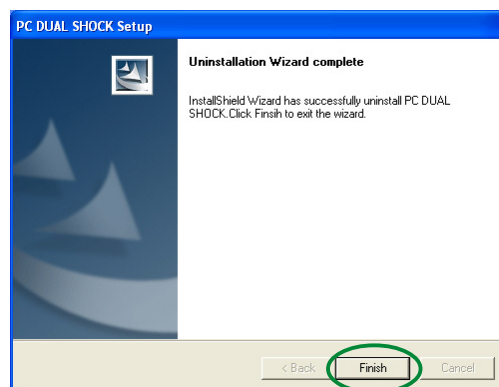 PC DUAL SHOCK Setup
Uninstallation Wizard complete
InstallShield Wizard has successfully uninstall PC DUAL
SHOCK.Click Finsih to exit the wizard.
< Back Finish Cancel